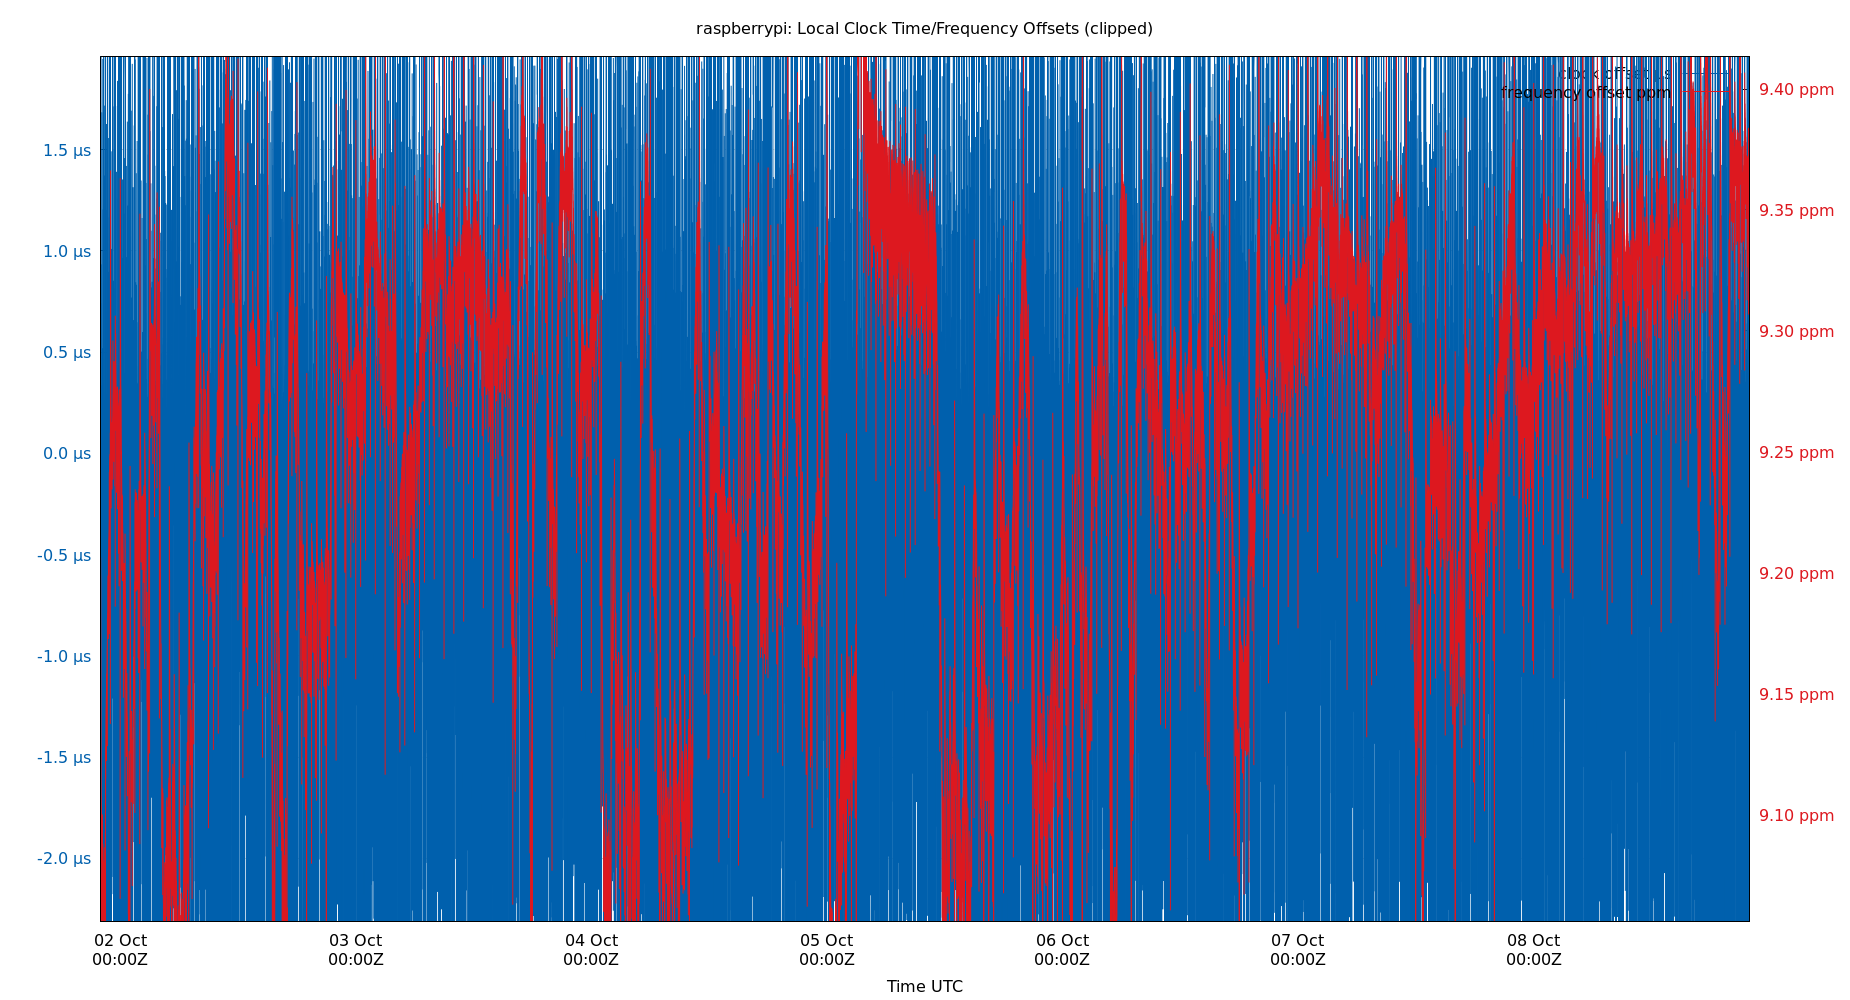 raspberrypi: Local Clock Time/Frequency Offsets (clipped)
clock offset µs
frequency offset ppm
1.5 µs
1.0 µs
0.5 µs
0.0 µs
-0.5 µs
-1.0 µs
-1.5 µs
-2.0 µs
9.40 ppm
9.35 ppm
9.30 ppm
9.25 ppm
9.20 ppm
9.15 ppm
9.10 ppm
02 Oct 03 Oct 04 Oct 05 Oct 06 Oct 07 Oct 08 Oct
00:00Z 00:00Z 00:00Z 00:00Z 00:00Z 00:00Z 00:00Z
Time UTC